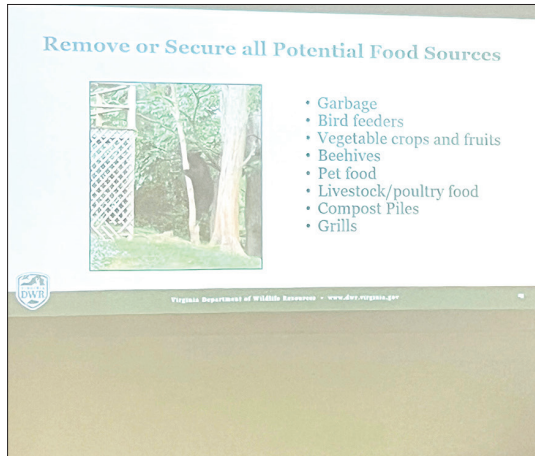 Remove or Secure all Potential Food Sources
• Garbage
• Bird feeders
• Vegetable crops and fruits
• Beehives
• Pet food
• Livestock/poultry food
• Compost Piles
• Grills
DWR
Virginia Department of Wildlife Resources • www.dwr.virginia.gov